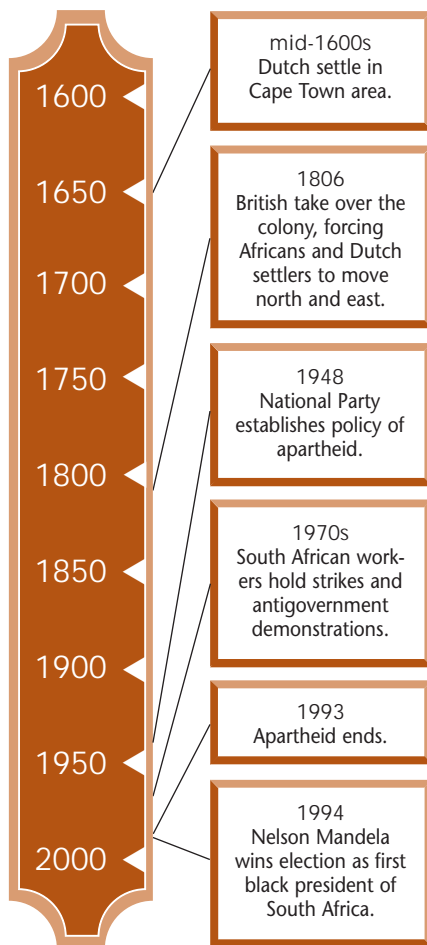 1600
1650
1700
1750
1800
1850
1900
1950
2000
mid-1600s
Dutch settle in
Cape Town area.
1806
British take over the
colony, forcing
Africans and Dutch
settlers to move
north and east.
1948
National Party
establishes policy of
apartheid.
1970s
South African work-
ers hold strikes and
antigovernment
demonstrations.
1993
Apartheid ends.
1994
Nelson Mandela
wins election as first
black president of
South Africa.